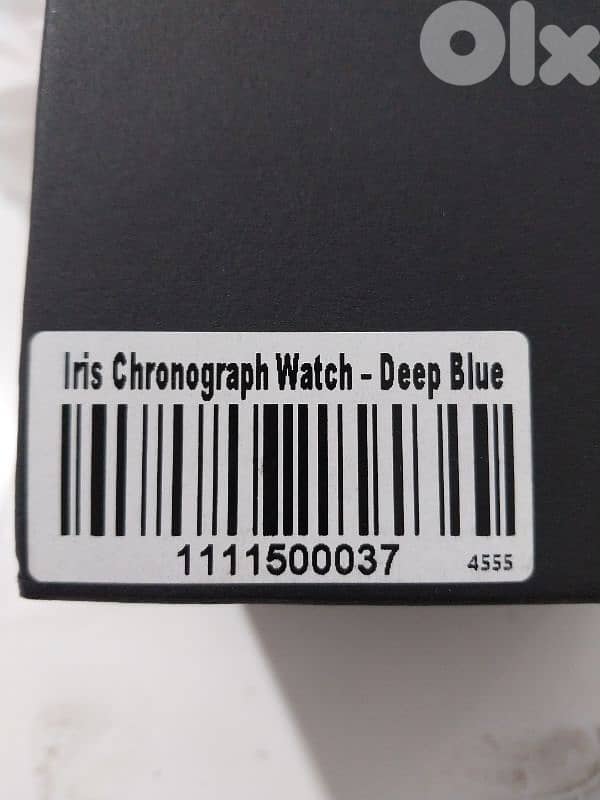 Olx
Iris Chronograph Watch - Deep Blue
1111500037
4555